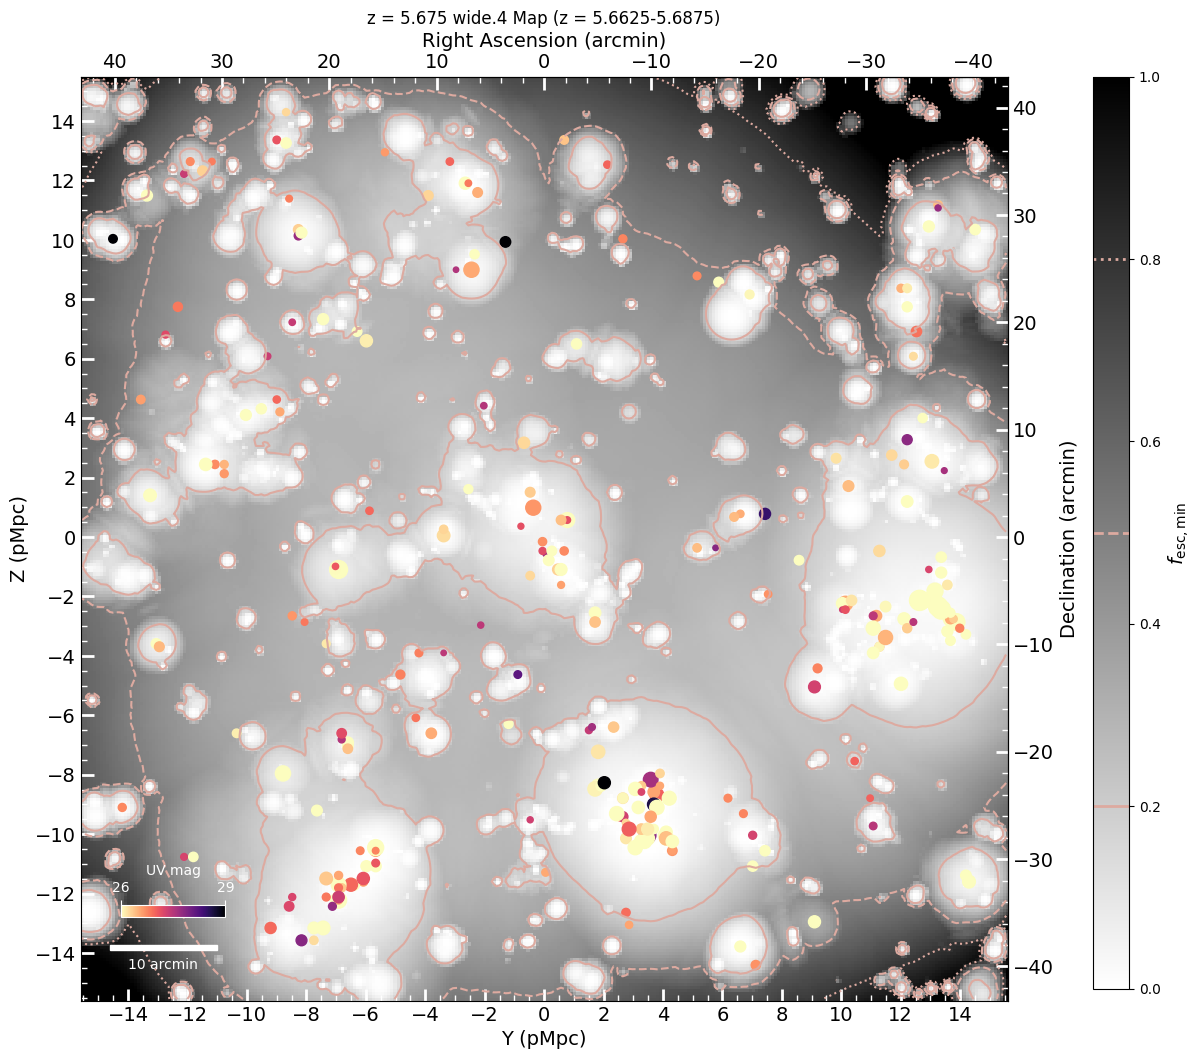 z = 5.675 wide.4 Map (z = 5.6625-5.6875)
Right Ascension (arcmin)
40 30 20 10 0 −10 −20 −30 −40
14 12 10 8 6 4 2 0 −2 −4 −6 −8 −10 −12 −14
Z (pMpc)
UV mag
26 29
10 arcmin
−14 −12 −10 −8 −6 −4 −2 0 2 4 6 8 10 12 14
Y (pMpc)
40 30 20 10 0 −10 −20 −30 −40
Declination (arcmin)
1.0 0.8 0.6 0.4 0.2 0.0
f_esc,min